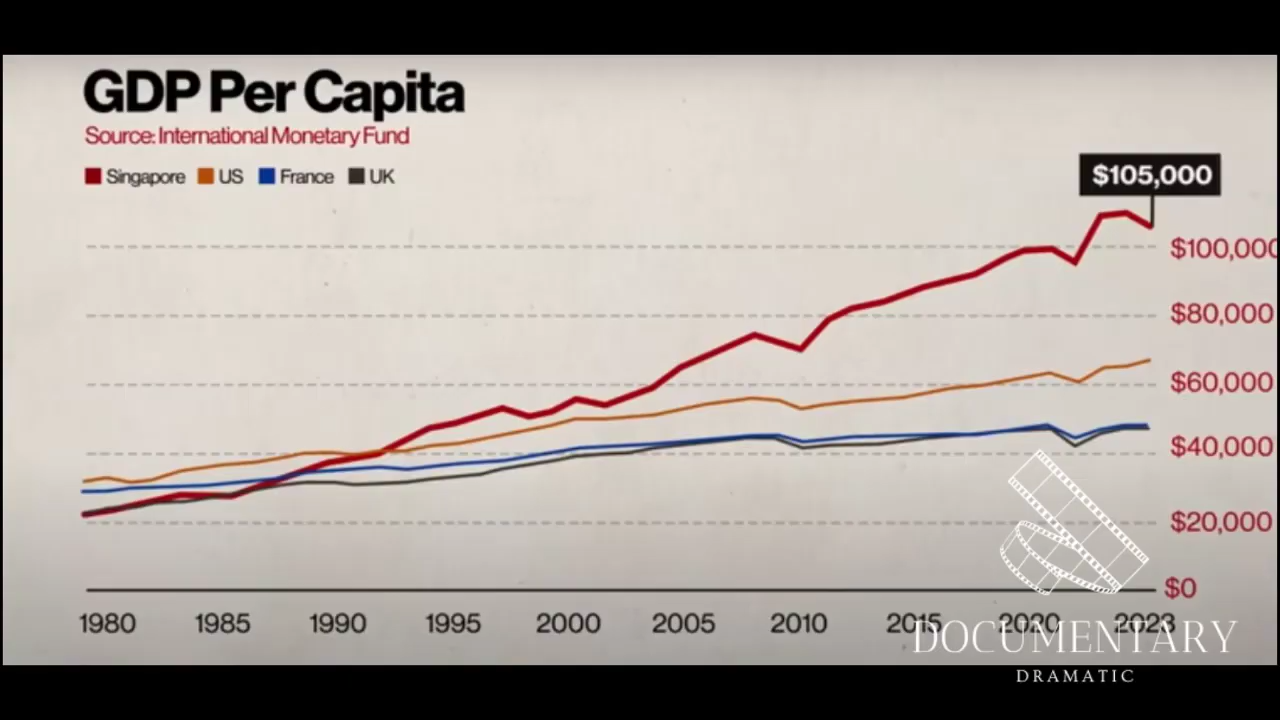 GDP Per Capita
Source: International Monetary Fund
Singapore US France UK
$105,000
$100,000
$80,000
$60,000
$40,000
$20,000
$0
1980 1985 1990 1995 2000 2005 2010 2015 2020 2023
DOCUMENTARY
DRAMATIC